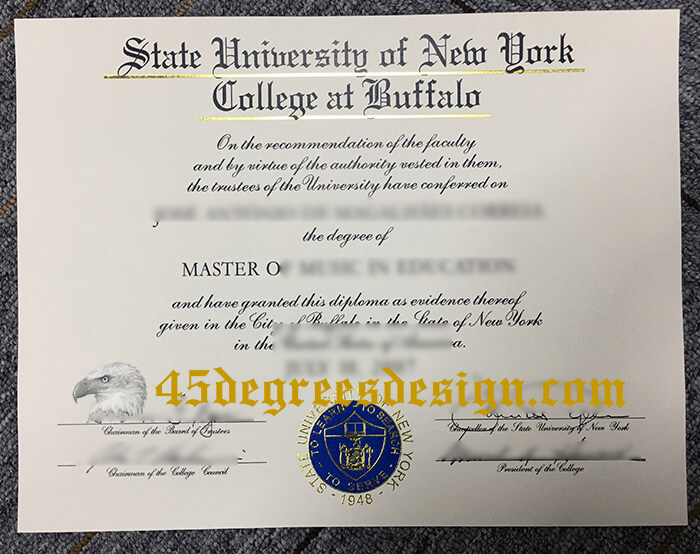 State University of New York
College at Buffalo
On the recommendation of the faculty
and by virtue of the authority vested in them,
the trustees of the University have conferred on
the degree of
MASTER O
and have granted this diploma as evidence thereof
given in the City of Buffalo in the State of New York
in the
45degreesdesign.com
Chairman of the Board of Trustees
Chancellor of the State University of New York
Chairman of the College Council
President of the College
STATE UNIVERSITY OF NEW YORK
TO LEARN · TO SEARCH
TO SERVE
1948